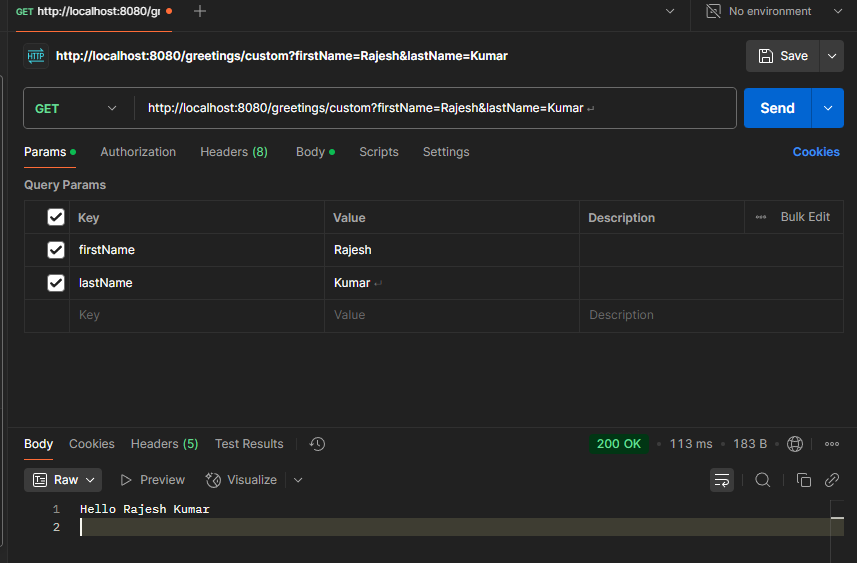 GET http://localhost:8080/gr
No environment
HTTP http://localhost:8080/greetings/custom?firstName=Rajesh&lastName=Kumar
Save
GET http://localhost:8080/greetings/custom?firstName=Rajesh&lastName=Kumar ↵
Send
Params Authorization Headers (8) Body Scripts Settings Cookies
Query Params
Key Value Description ••• Bulk Edit
firstName Rajesh
lastName Kumar ↵
Key Value Description
Body Cookies Headers (5) Test Results 200 OK • 113 ms • 183 B •
Raw Preview Visualize
1 Hello Rajesh Kumar
2